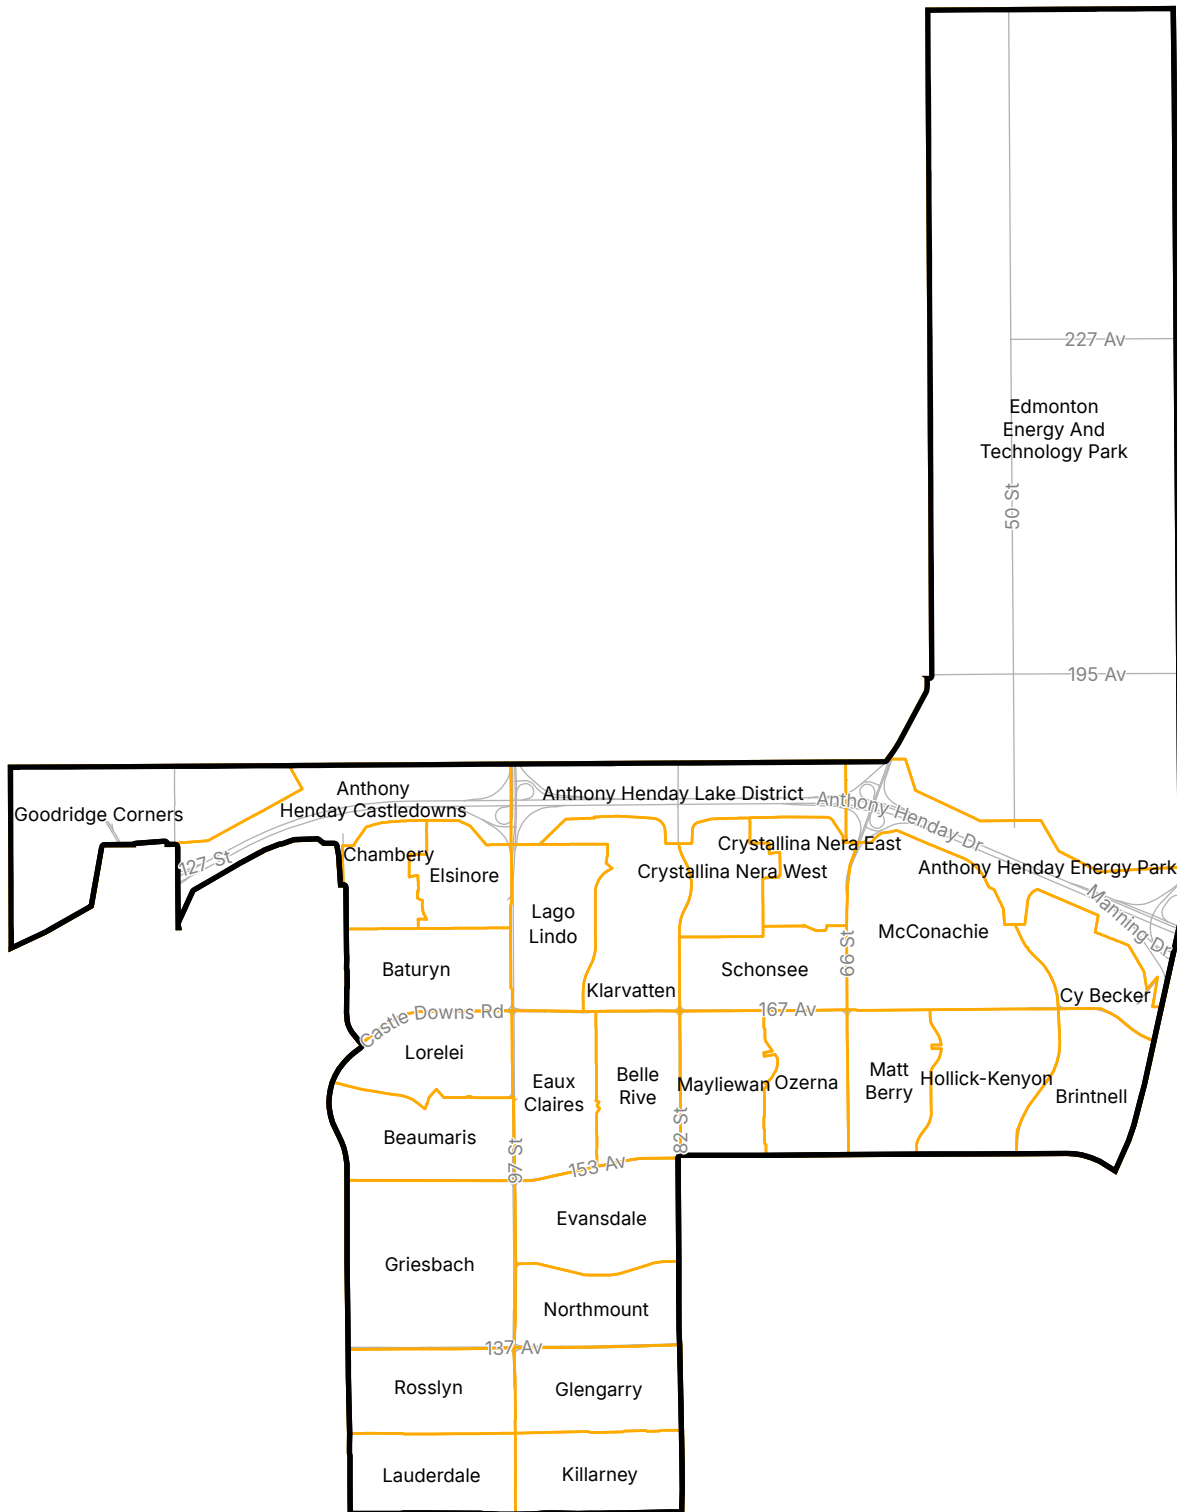 227 Av
Edmonton
Energy And
Technology Park
50 St
195 Av
Anthony
Henday Castledowns
Anthony Henday Lake District
Anthony Henday Dr
Goodridge Corners
127 St
Chambery
Elsinore
Crystallina Nera East
Crystallina Nera West
Anthony Henday Energy Park
Manning Dr
Lago
Lindo
McConachie
66 St
Baturyn
Schonsee
Klarvatten
Cy Becker
Castle Downs Rd
167 Av
Lorelei
Eaux
Claires
Belle
Rive
Mayliewan
Ozerna
Matt
Berry
Hollick-Kenyon
Brintnell
Beaumaris
82 St
97 St
153 Av
Evansdale
Griesbach
Northmount
137 Av
Rosslyn
Glengarry
Lauderdale
Killarney